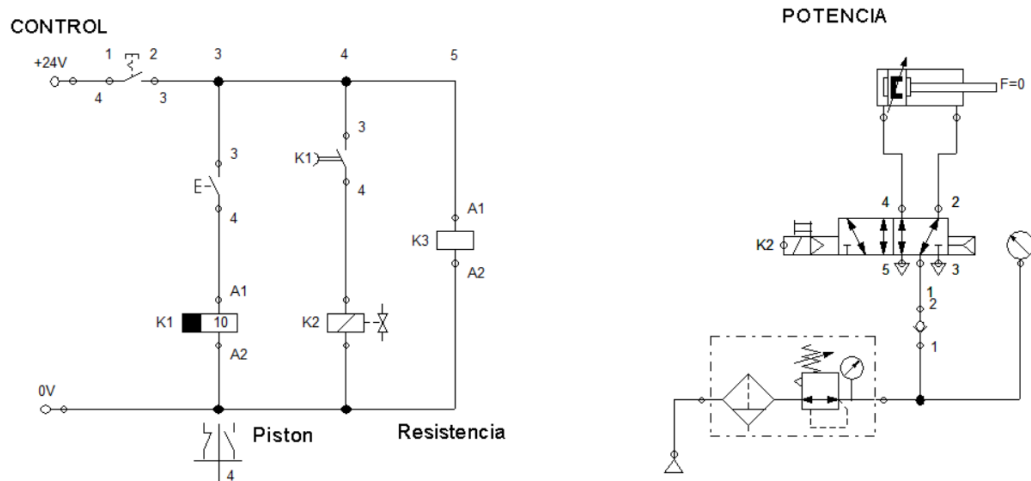 CONTROL
1 2 3 4 5
+24V
4 3
3
E
4
3
K1
4
A1
K3
A2
A1
K1 10
A2
K2
0V
Piston
Resistencia
4
POTENCIA
F=0
4 2
K2
5 3
1
2
1